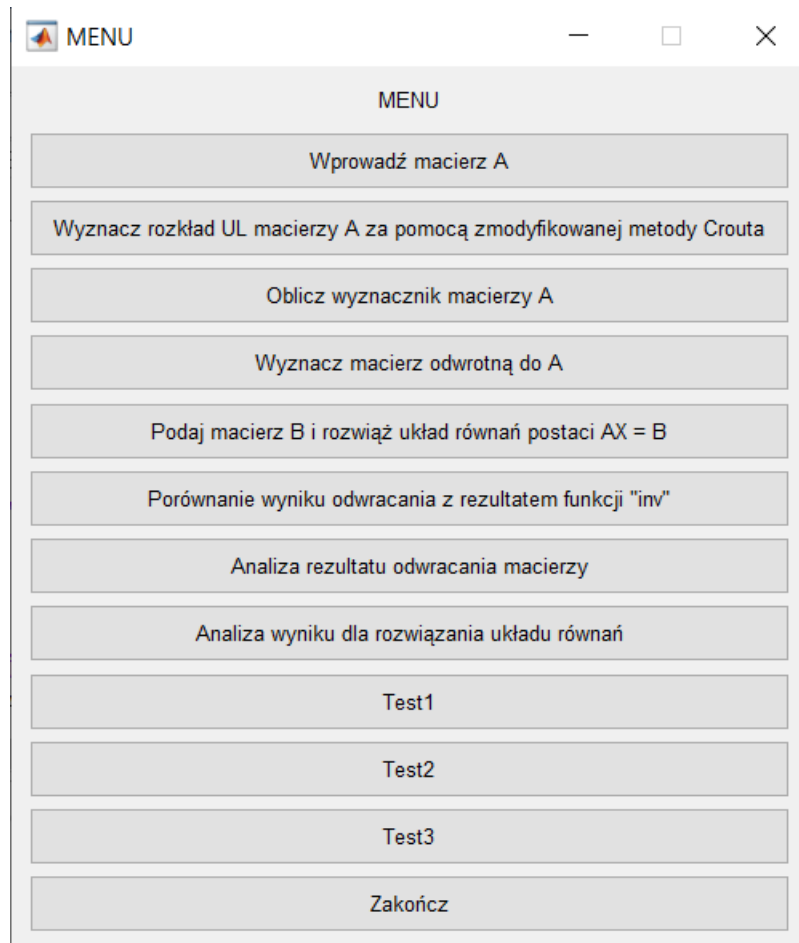 MENU
MENU
Wprowadź macierz A
Wyznacz rozkład UL macierzy A za pomocą zmodyfikowanej metody Crouta
Oblicz wyznacznik macierzy A
Wyznacz macierz odwrotną do A
Podaj macierz B i rozwiąż układ równań postaci AX = B
Porównanie wyniku odwracania z rezultatem funkcji "inv"
Analiza rezultatu odwracania macierzy
Analiza wyniku dla rozwiązania układu równań
Test1
Test2
Test3
Zakończ